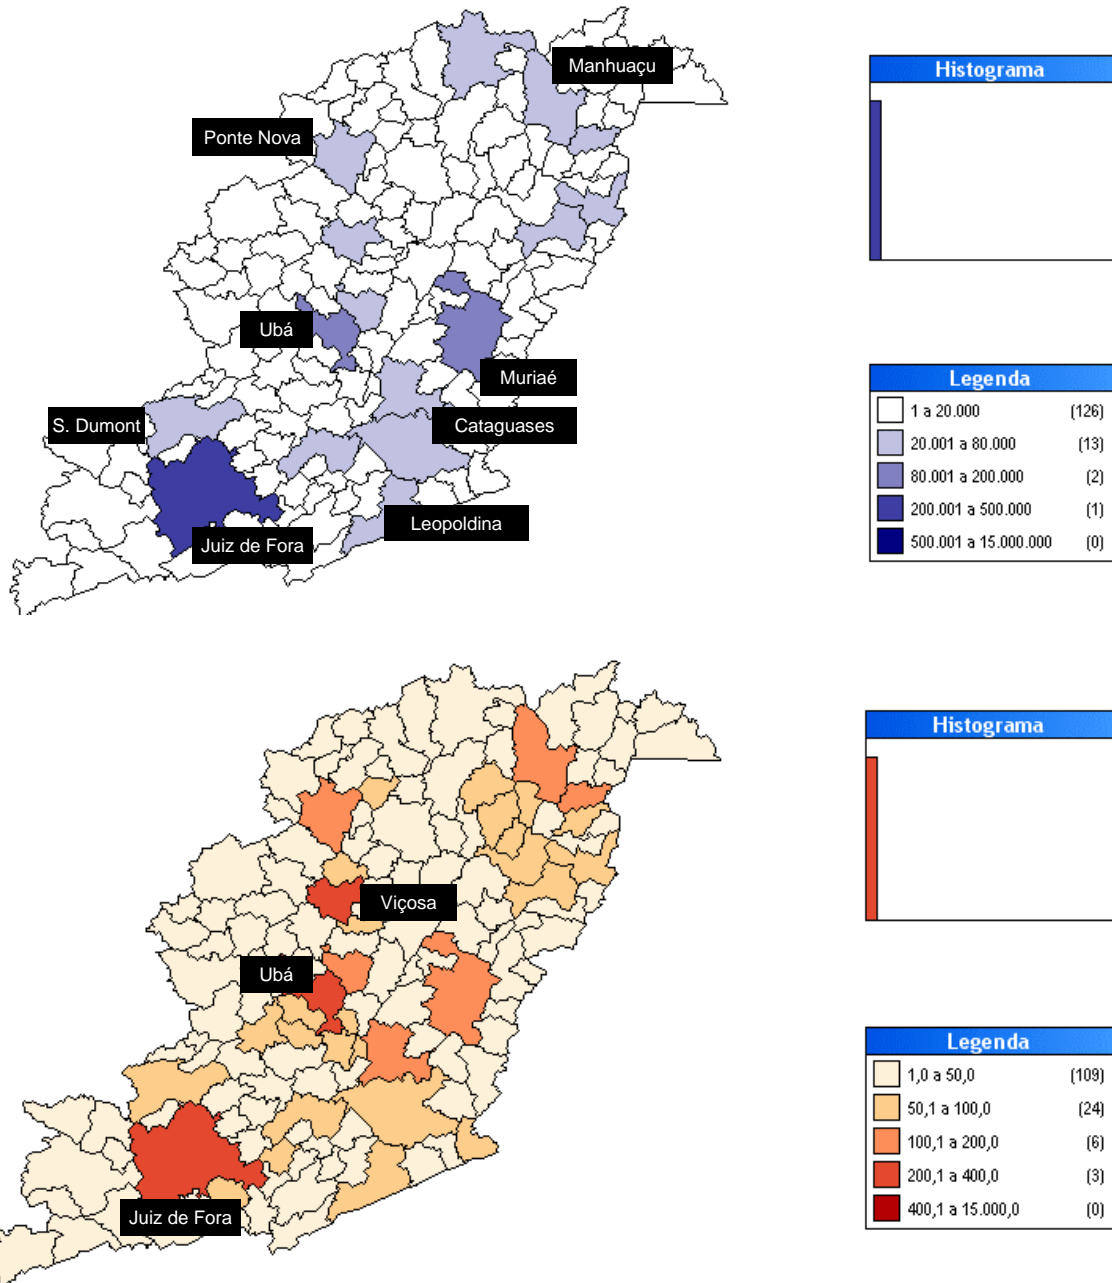 Manhuaçu
Ponte Nova
Ubá
Muriaé
S. Dumont
Cataguases
Leopoldina
Juiz de Fora
Histograma
Legenda
1 a 20.000 (126)
20.001 a 80.000 (13)
80.001 a 200.000 (2)
200.001 a 500.000 (1)
500.001 a 15.000.000 (0)
Viçosa
Ubá
Juiz de Fora
Histograma
Legenda
1,0 a 50,0 (109)
50,1 a 100,0 (24)
100,1 a 200,0 (6)
200,1 a 400,0 (3)
400,1 a 15.000,0 (0)